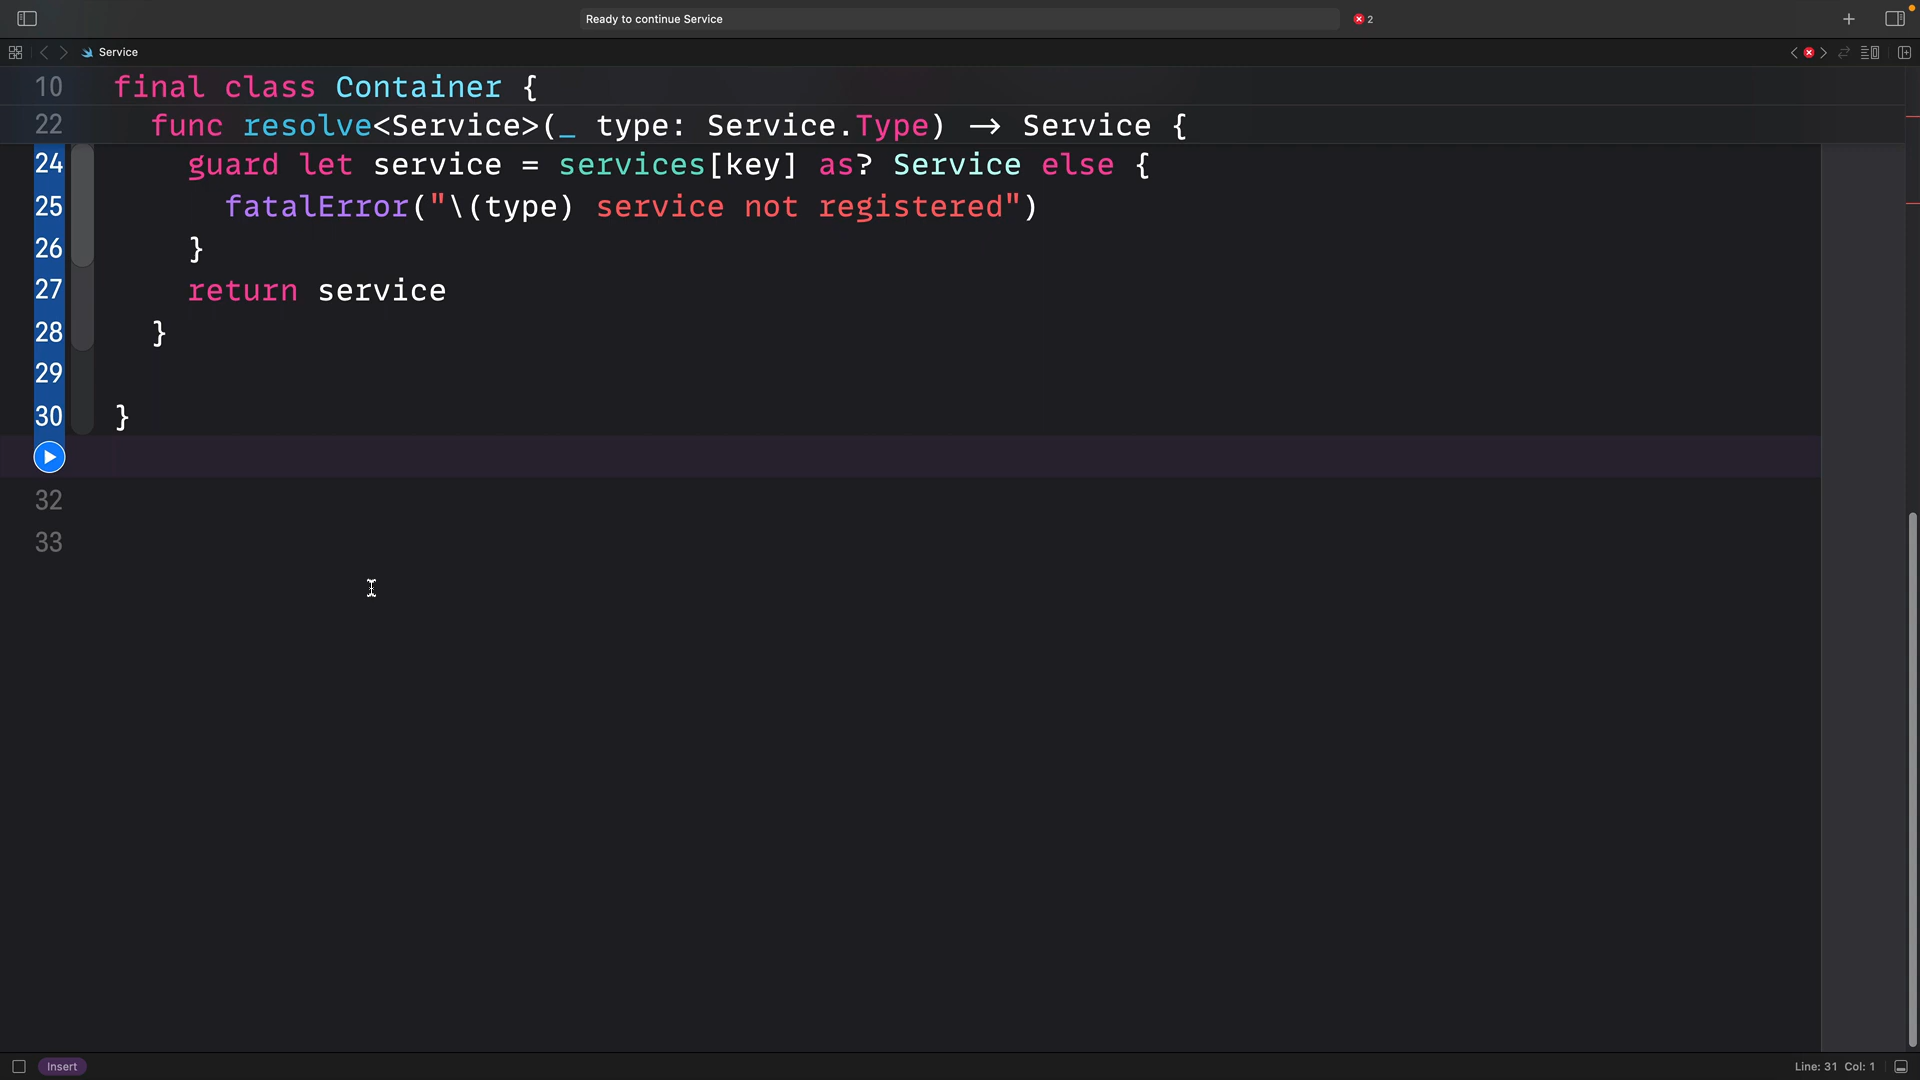 Ready to continue Service
2
Service
10 final class Container {
22 func resolve<Service>(_ type: Service.Type) -> Service {
24 guard let service = services[key] as? Service else {
25 fatalError("\(type) service not registered")
26 }
27 return service
28 }
29
30 }
32
33
Insert
Line: 31 Col: 1